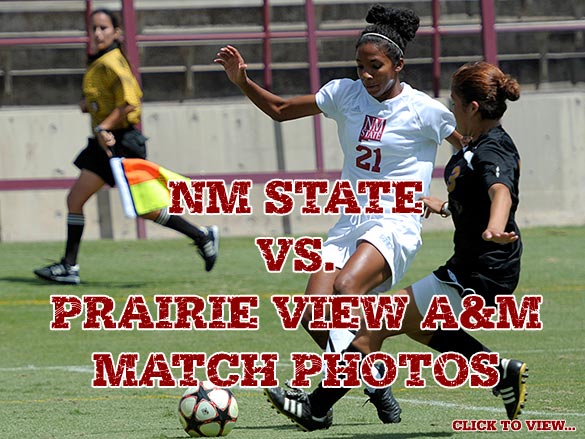 NM
STATE
21
NM STATE
VS.
PRAIRIE VIEW A&M
MATCH PHOTOS
CLICK TO VIEW...